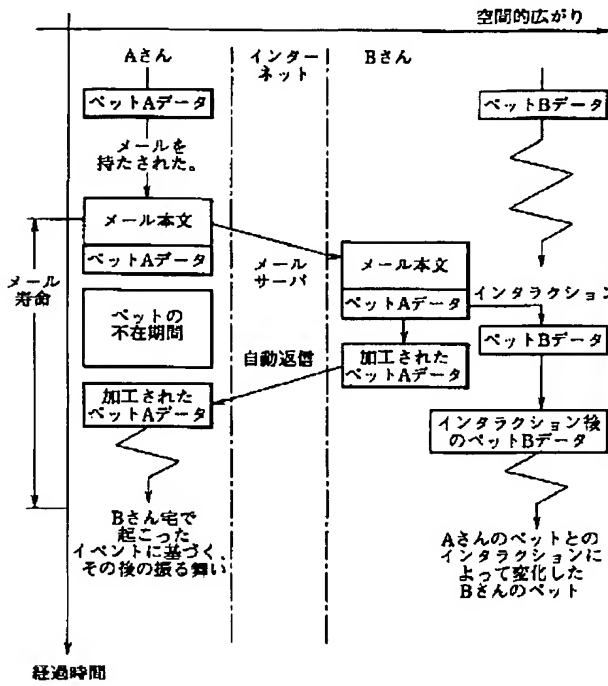 空間的広がり
Aさん
インター
ネット
Bさん
ペットAデータ
ペットBデータ
メールを
持たされた。
メール本文
ペットAデータ
メール
サーバ
メール本文
ペットAデータ
インタラクション
メール
寿命
ペットの
不在期間
ペットBデータ
自動返信
加工された
ペットAデータ
加工された
ペットAデータ
インタラクション後
のペットBデータ
Bさん宅で
起こった
イベントに基づく、
その後の振る舞い
Aさんのペットとの
インタラクションに
よって変化した
Bさんのペット
経過時間